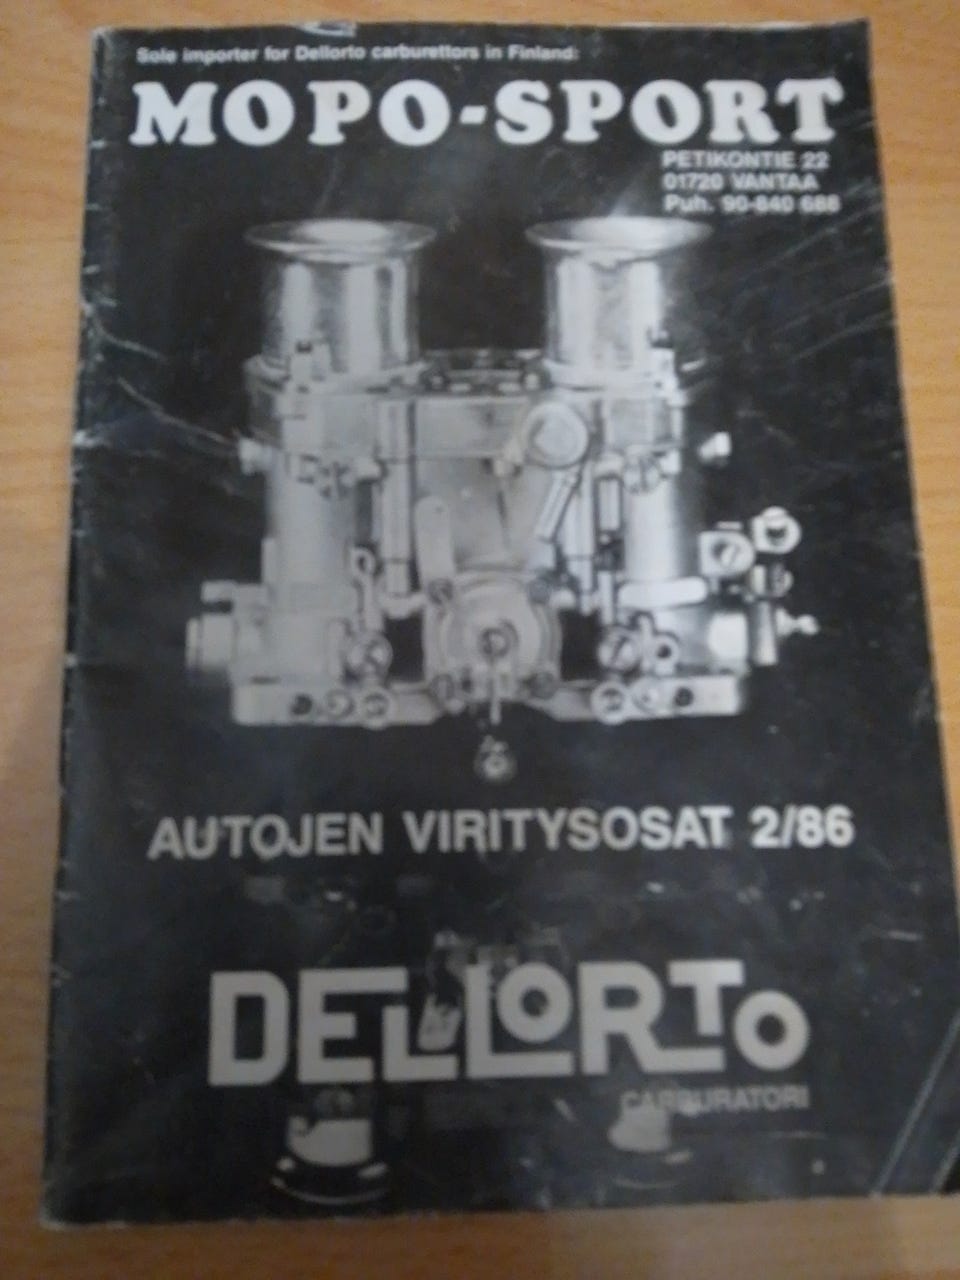 Sole importer for Dellorto carburettors in Finland:
MOPO-SPORT
PETIKONTIE 22
01720 VANTAA
Puh. 90-840 688
AUTOJEN VIRITYSOSAT 2/86
DELLORTO
CARBURATORI